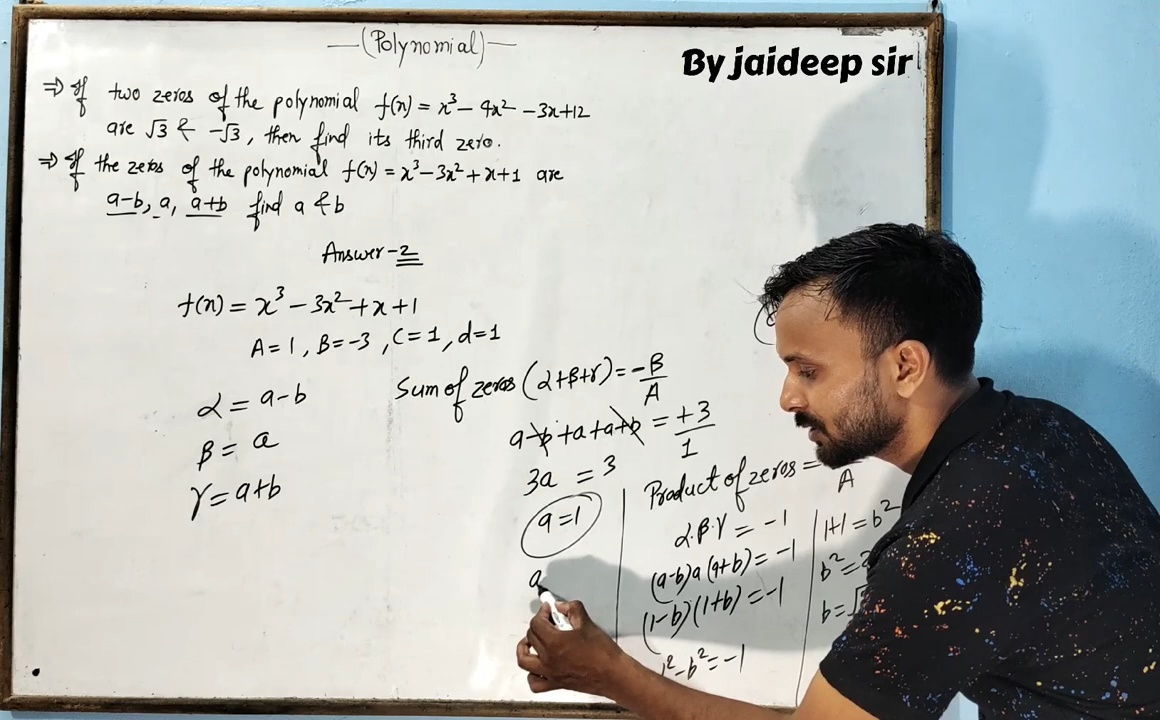 —(Polynomial)—
By jaideep sir
⇒ If two zeros of the polynomial f(x) = x³ – 4x² – 3x+12
are √3 & -√3, then find its third zero.
⇒ If the zeros of the polynomial f(x) = x³–3x²+x+1 are
a-b, a, a+b find a & b
Answer-2
f(x) = x³ – 3x² + x + 1
A=1, B=-3, C=1, d=1
α = a-b
β = a
γ = a+b
Sum of zeros (α+β+γ) = -B/A
a-b+a+a+b = +3/1
3a = 3
a=1
a
Product of zeros = A
α.β.γ = -1
(a-b)a(a+b) = -1
(1-b)(1+b) = -1
1²-b² = -1
1+1 = b²
b² =
b = √